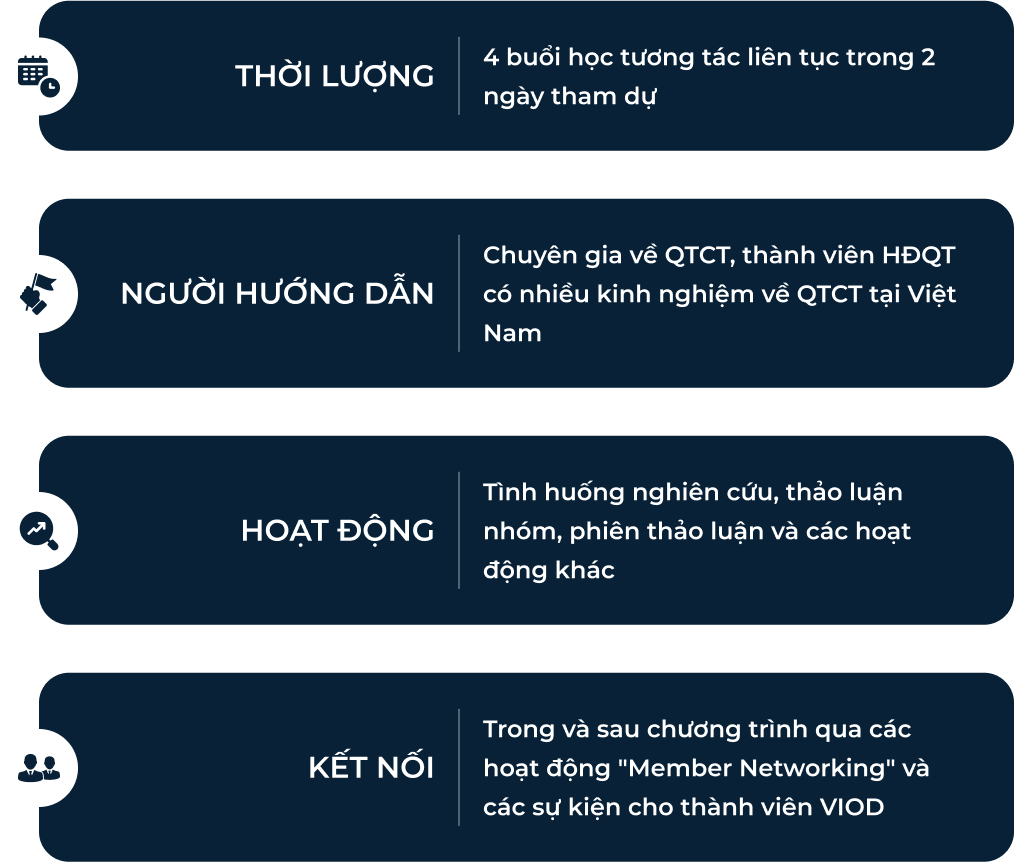 THỜI LƯỢNG
4 buổi học tương tác liên tục trong 2
ngày tham dự
NGƯỜI HƯỚNG DẪN
Chuyên gia về QTCT, thành viên HĐQT
có nhiều kinh nghiệm về QTCT tại Việt
Nam
HOẠT ĐỘNG
Tình huống nghiên cứu, thảo luận
nhóm, phiên thảo luận và các hoạt
động khác
KẾT NỐI
Trong và sau chương trình qua các
hoạt động "Member Networking" và
các sự kiện cho thành viên VIOD